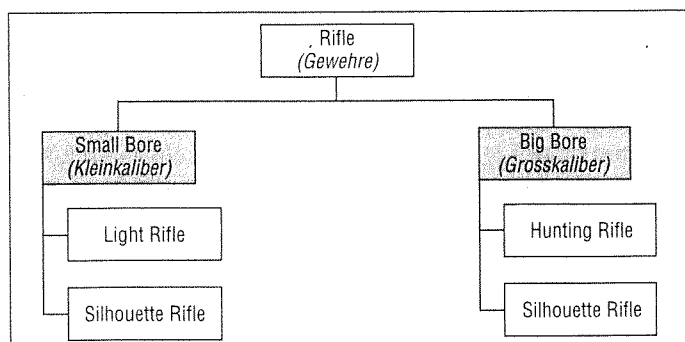 Rifle
(Gewehre)
Small Bore
(Kleinkaliber)
Light Rifle
Silhouette Rifle
Big Bore
(Grosskaliber)
Hunting Rifle
Silhouette Rifle